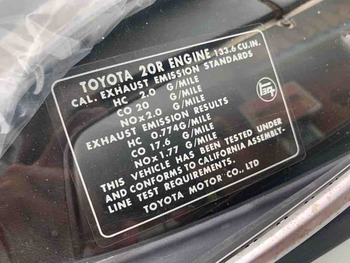 TOYOTA 20R ENGINE 133.6 CU.IN.
CAL. EXHAUST EMISSION STANDARDS
HC 2.0 G/MILE
CO 20 G/MILE
NOx2.0 G/MILE
EXHAUST EMISSION RESULTS
HC 0.774G/MILE
CO 17.6 G/MILE
NOx1.77 G/MILE
THIS VEHICLE HAS BEEN TESTED UNDER
AND CONFORMS TO CALIFORNIA ASSEMBLY-
LINE TEST REQUIREMENTS.
TOYOTA MOTOR CO., LTD